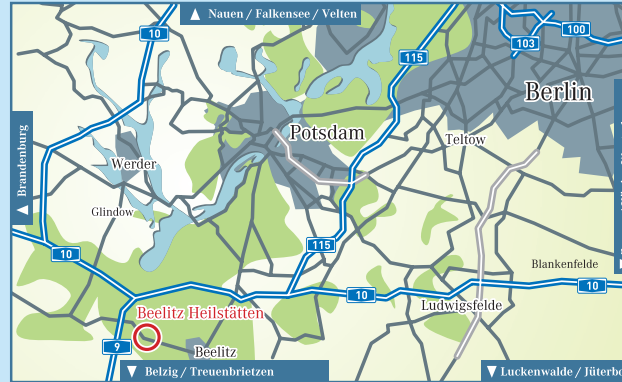 ▲ Nauen / Falkensee / Velten
10
100
103
115
Berlin
◀ Brandenburg
Potsdam
Teltow
Werder
Glindow
115
10
Blankenfelde
10
10
Ludwigsfelde
Beelitz Heilstätten
9
Beelitz
▼ Belzig / Treuenbrietzen
▼ Luckenwalde / Jüterbo